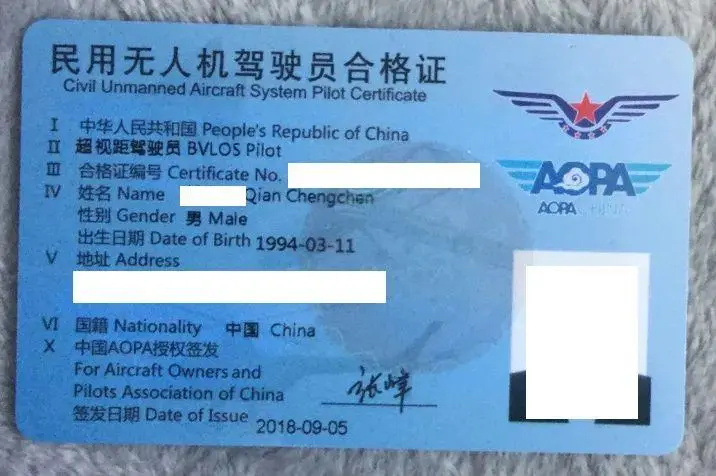 民用无人机驾驶员合格证
Civil Unmanned Aircraft System Pilot Certificate
I 中华人民共和国 People's Republic of China
II 超视距驾驶员 BVLOS Pilot
III 合格证编号 Certificate No.
IV 姓名 Name Qian Chengchen
性别 Gender 男 Male
出生日期 Date of Birth 1994-03-11
V 地址 Address
VI 国籍 Nationality 中国 China
X 中国AOPA授权签发
For Aircraft Owners and
Pilots Association of China
张峰
签发日期 Date of Issue 2018-09-05
AOPA
AOPA CHINA